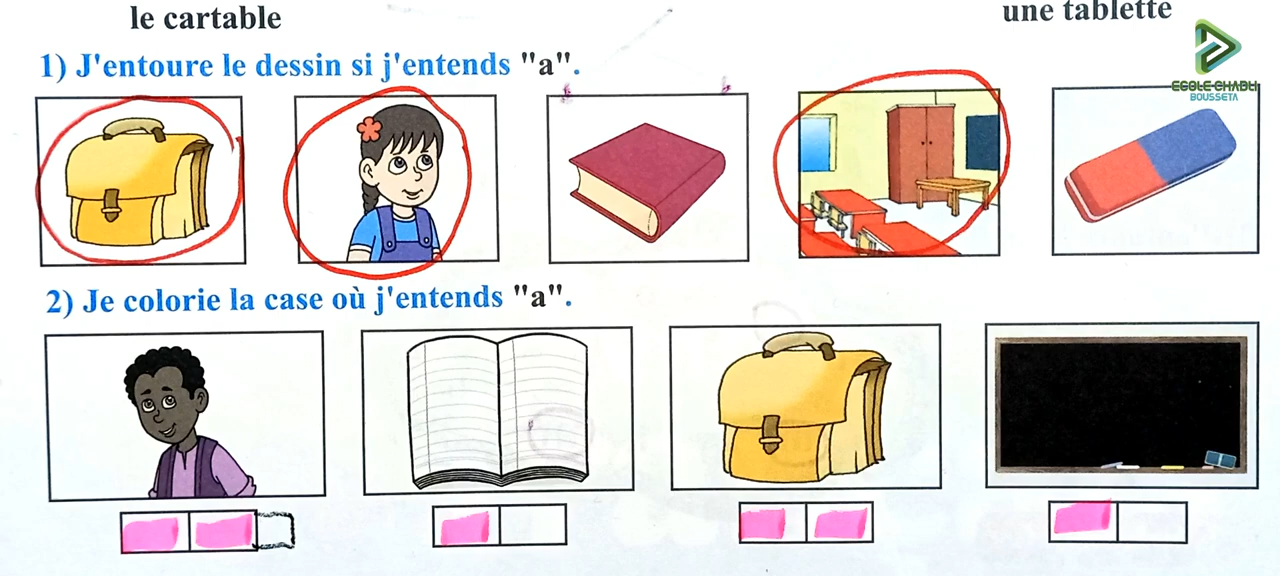 le cartable
une tablette
1) J'entoure le dessin si j'entends "a".
ECOLE CHADLI
BOUSSETA
2) Je colorie la case où j'entends "a".